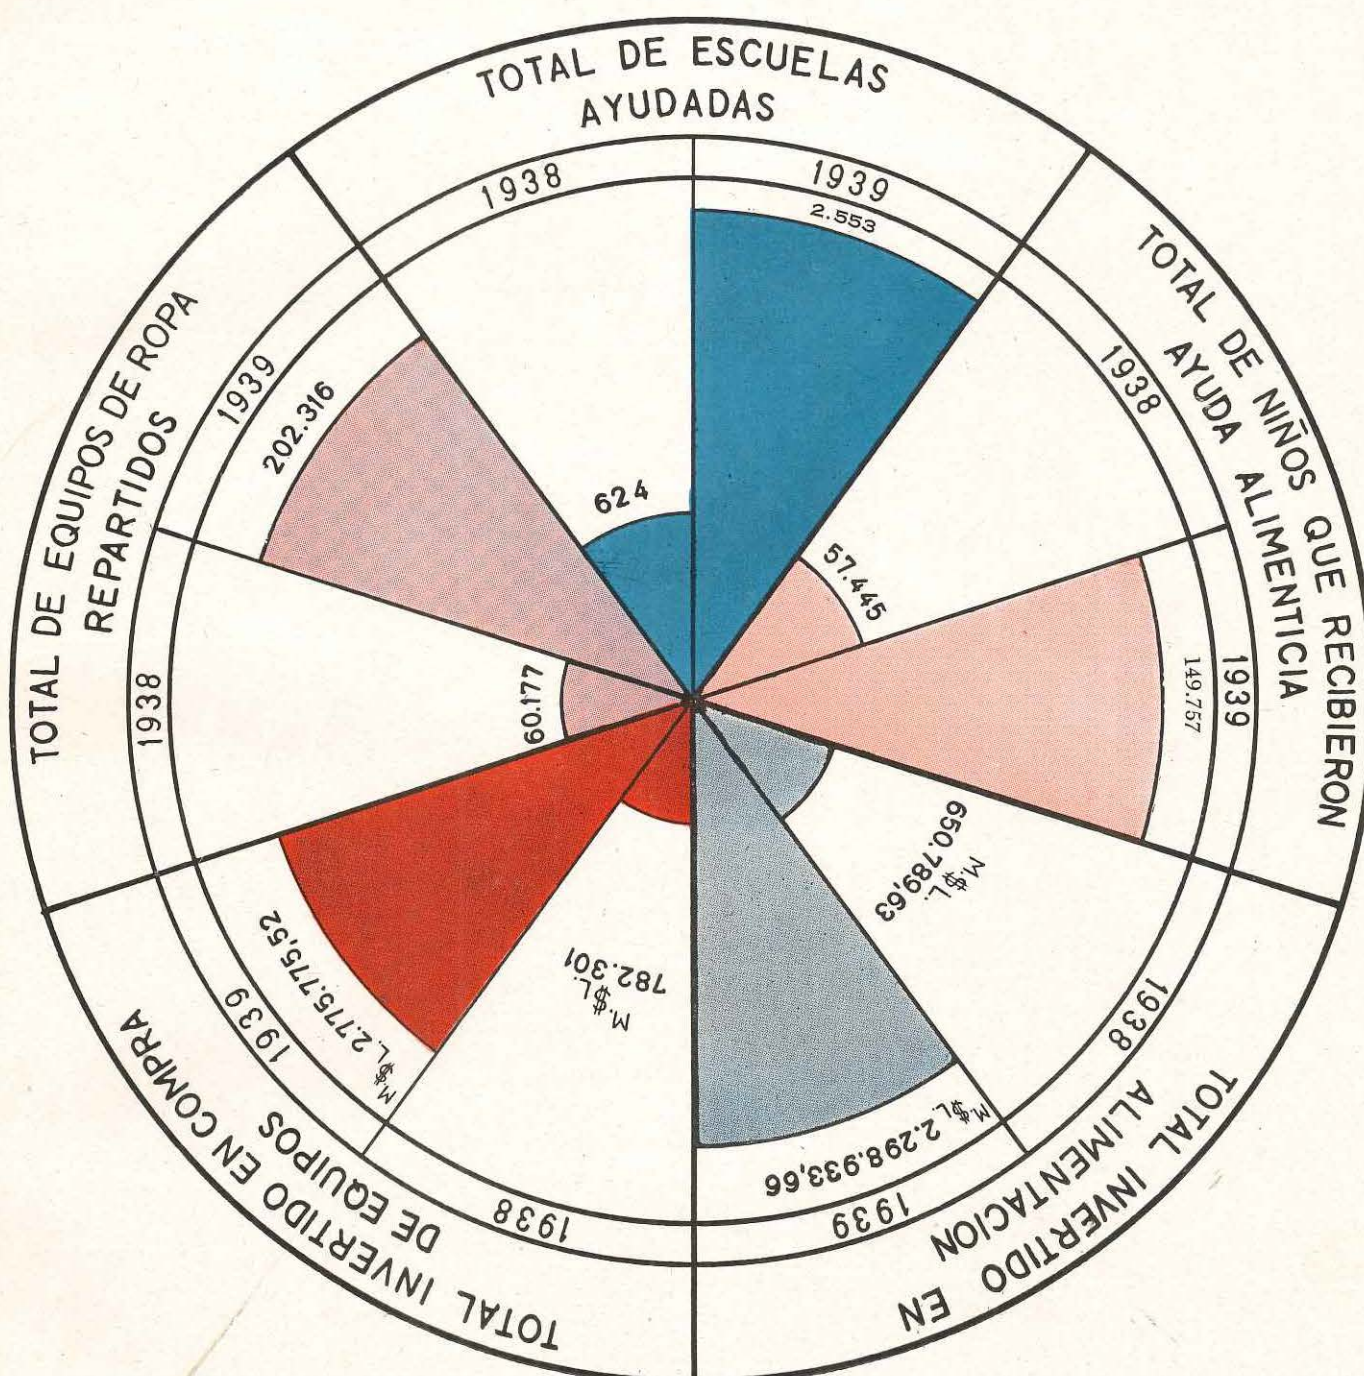 TOTAL DE ESCUELAS
AYUDADAS
1938
624
1939
2.553
TOTAL DE NIÑOS QUE RECIBIERON
AYUDA ALIMENTICIA
1938
57.445
1939
149.757
TOTAL INVERTIDO EN
ALIMENTACION
1938
M.$L.
650.789,63
1939
M.$L. 2.298.933,66
TOTAL INVERTIDO EN COMPRA
DE EQUIPOS
1938
M.$L.
782.301
1939
M.$L. 2.775.775,52
TOTAL DE EQUIPOS DE ROPA
REPARTIDOS
1938
60.177
1939
202.316